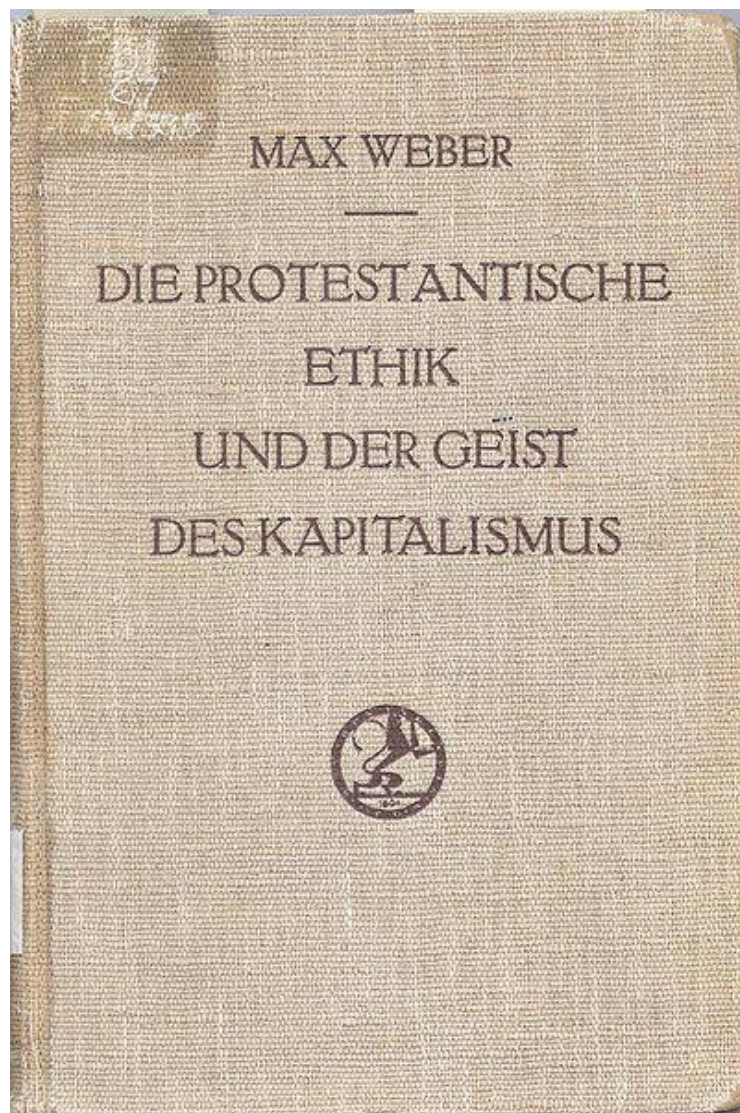 MAX WEBER
DIE PROTESTANTISCHE
ETHIK
UND DER GEIST
DES KAPITALISMUS